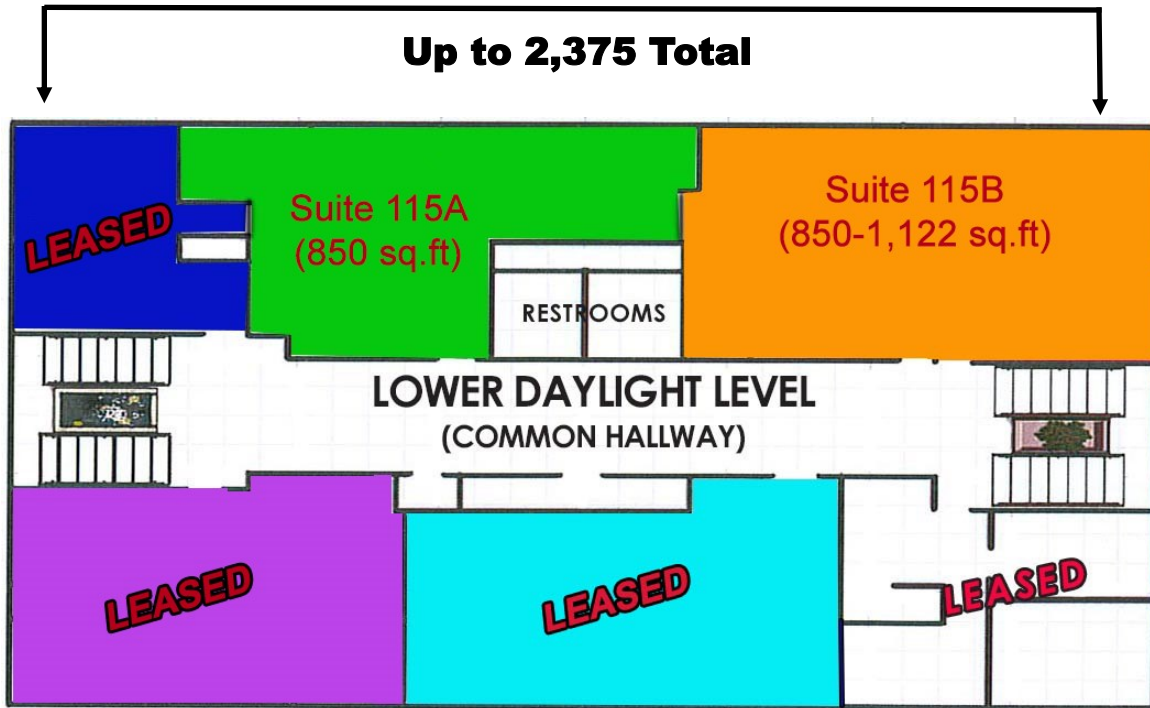 Up to 2,375 Total
LEASED
Suite 115A
(850 sq.ft)
Suite 115B
(850-1,122 sq.ft)
RESTROOMS
LOWER DAYLIGHT LEVEL
(COMMON HALLWAY)
LEASED
LEASED
LEASED